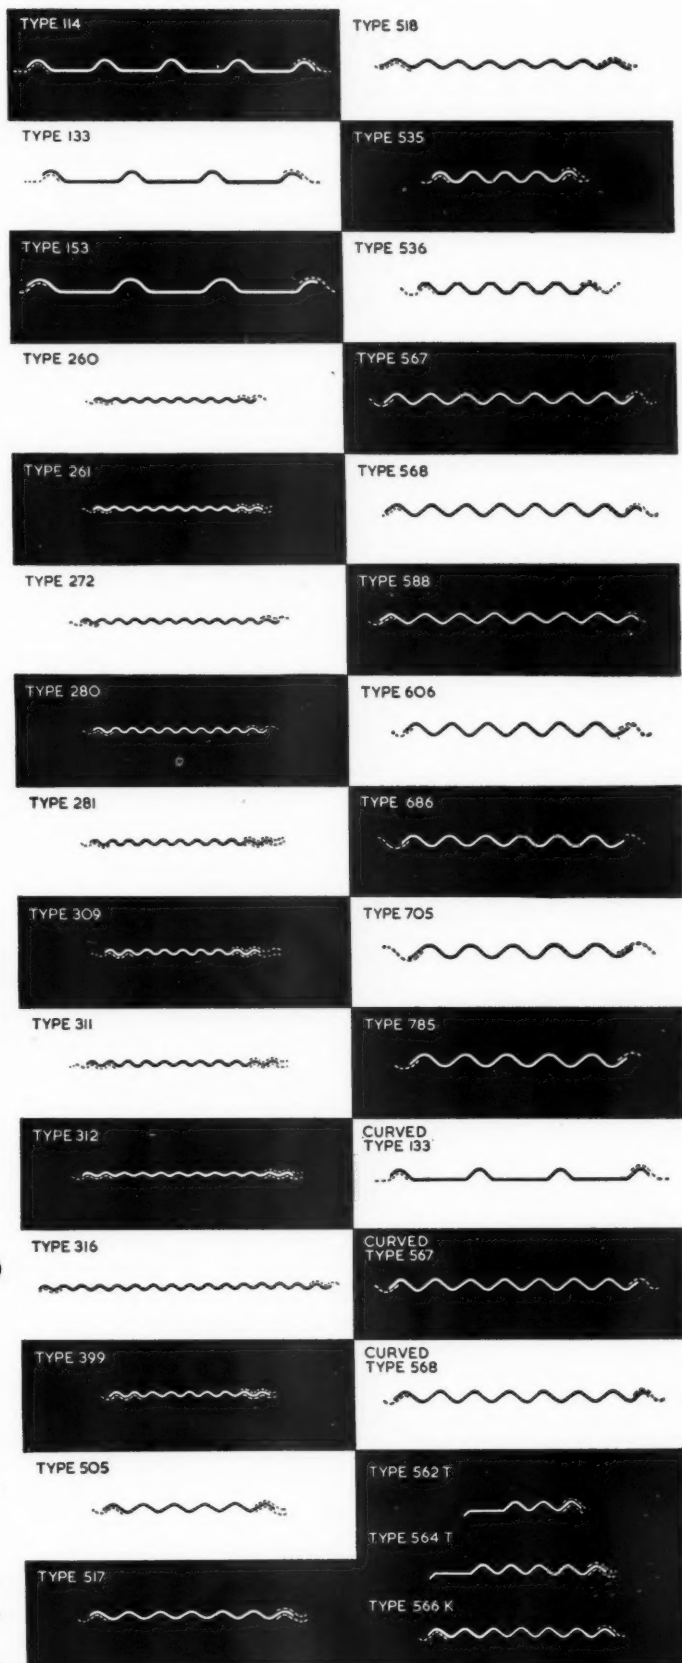 TYPE 114
TYPE 133
TYPE 153
TYPE 260
TYPE 261
TYPE 272
TYPE 280
TYPE 281
TYPE 309
TYPE 311
TYPE 312
TYPE 316
TYPE 399
TYPE 505
TYPE 517
TYPE 518
TYPE 535
TYPE 536
TYPE 567
TYPE 568
TYPE 588
TYPE 606
TYPE 686
TYPE 705
TYPE 785
CURVED
TYPE 133
CURVED
TYPE 567
CURVED
TYPE 568
TYPE 562 T
TYPE 564 T
TYPE 566 K